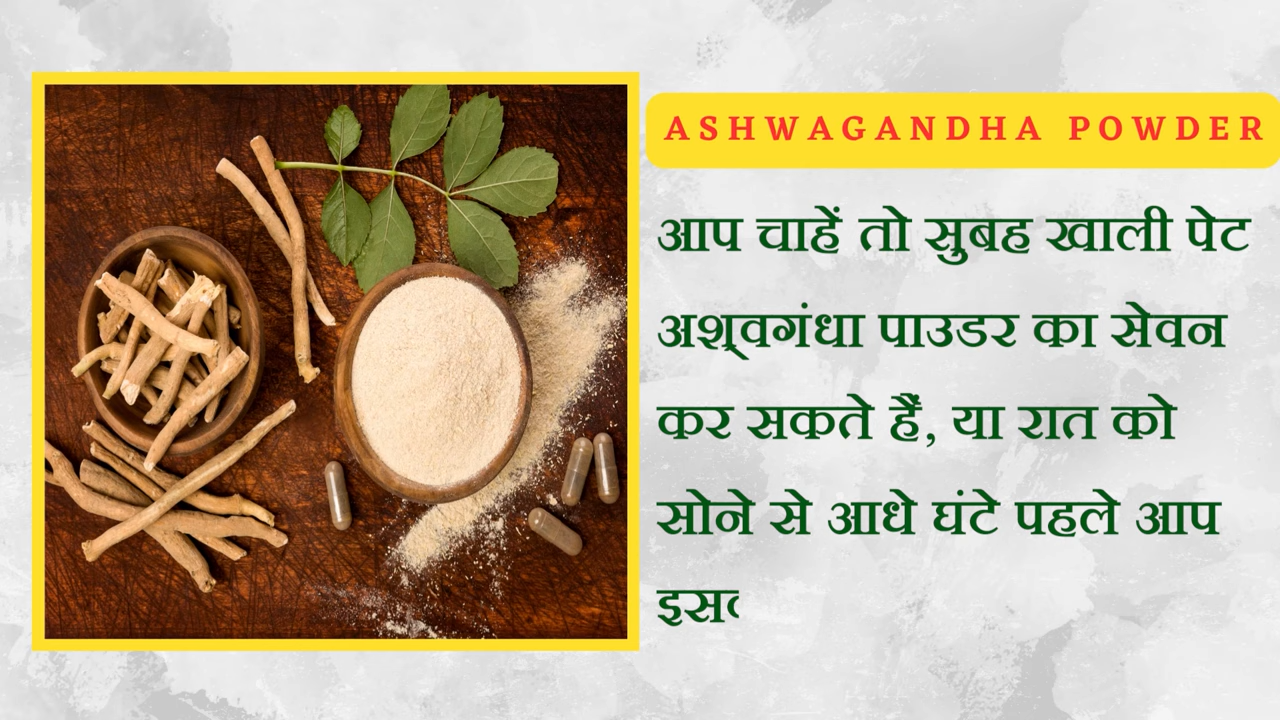 ASHWAGANDHA POWDER
आप चाहें तो सुबह खाली पेट
अश्वगंधा पाउडर का सेवन
कर सकते हैं, या रात को
सोने से आधे घंटे पहले आप